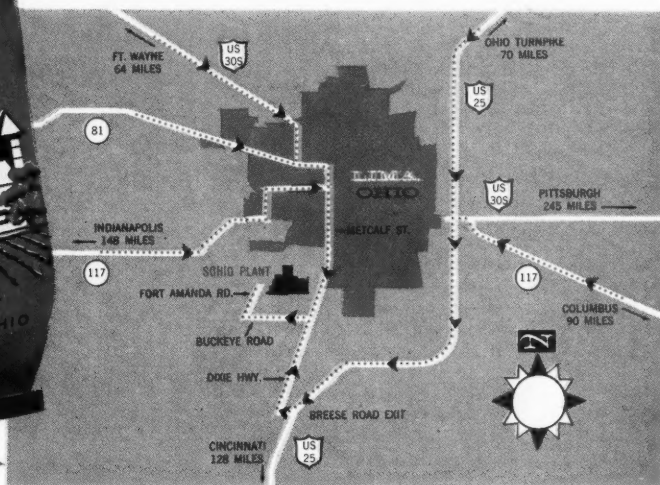 FT. WAYNE
64 MILES
US
30S
OHIO TURNPIKE
70 MILES
US
25
81
LIMA
OHIO
US
30S
PITTSBURGH
245 MILES
INDIANAPOLIS
148 MILES
METCALF ST.
117
SOHIO PLANT
FORT AMANDA RD.
117
COLUMBUS
90 MILES
BUCKEYE ROAD
N
DIXIE HWY.
BREESE ROAD EXIT
CINCINNATI
128 MILES
US
25
HIO